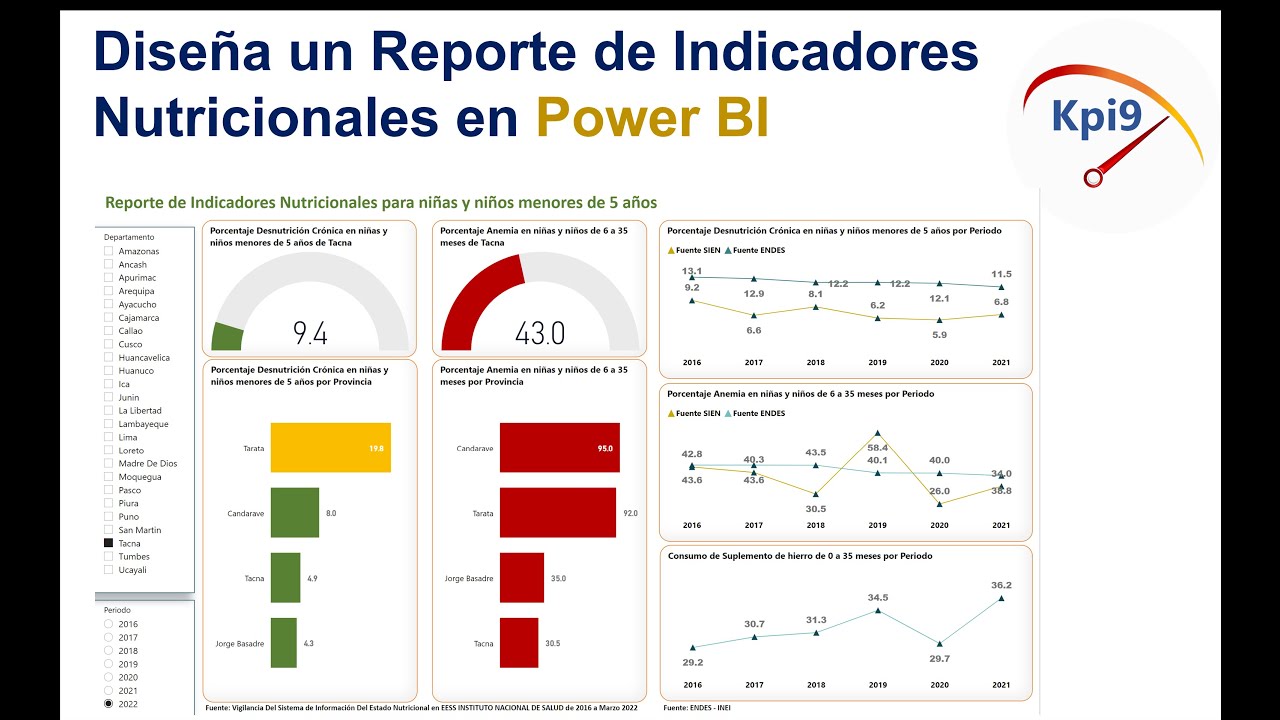 Diseña un Reporte de Indicadores
Nutricionales en Power BI
Kpi9
Reporte de Indicadores Nutricionales para niñas y niños menores de 5 años
Departamento
Amazonas
Ancash
Apurimac
Arequipa
Ayacucho
Cajamarca
Callao
Cusco
Huancavelica
Huanuco
Ica
Junin
La Libertad
Lambayeque
Lima
Loreto
Madre De Dios
Moquegua
Pasco
Piura
Puno
San Martin
Tacna
Tumbes
Ucayali
Periodo
2016
2017
2018
2019
2020
2021
2022
Porcentaje Desnutrición Crónica en niñas y
niños menores de 5 años de Tacna
9.4
Porcentaje Anemia en niñas y niños de 6 a 35
meses de Tacna
43.0
Porcentaje Desnutrición Crónica en niñas y
niños menores de 5 años por Provincia
Tarata 19.8
Candarave 8.0
Tacna 4.9
Jorge Basadre 4.3
Porcentaje Anemia en niñas y niños de 6 a 35
meses por Provincia
Candarave 95.0
Tarata 92.0
Jorge Basadre 35.0
Tacna 30.5
Porcentaje Desnutrición Crónica en niñas y niños menores de 5 años por Periodo
Fuente SIEN Fuente ENDES
13.1 12.9 12.2 12.2 12.1 11.5
9.2 6.6 8.1 6.2 5.9 6.8
2016 2017 2018 2019 2020 2021
Porcentaje Anemia en niñas y niños de 6 a 35 meses por Periodo
Fuente SIEN Fuente ENDES
42.8 40.3 43.5 58.4 40.0 34.0
43.6 43.6 30.5 40.1 26.0 38.8
2016 2017 2018 2019 2020 2021
Consumo de Suplemento de hierro de 0 a 35 meses por Periodo
29.2 30.7 31.3 34.5 29.7 36.2
2016 2017 2018 2019 2020 2021
Fuente: Vigilancia Del Sistema de Información Del Estado Nutricional en EESS INSTITUTO NACIONAL DE SALUD de 2016 a Marzo 2022
Fuente: ENDES - INEI